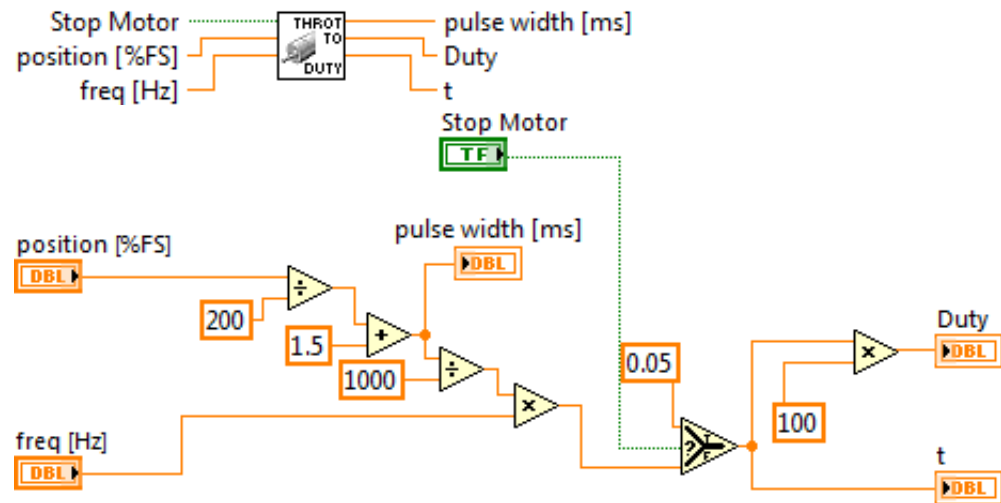 Stop Motor
position [%FS]
freq [Hz]
THROT
TO
DUTY
pulse width [ms]
Duty
t
Stop Motor
TF
position [%FS]
DBL
pulse width [ms]
DBL
÷
200
+
1.5
÷
1000
×
freq [Hz]
DBL
0.05
? T
F
×
100
Duty
DBL
t
DBL